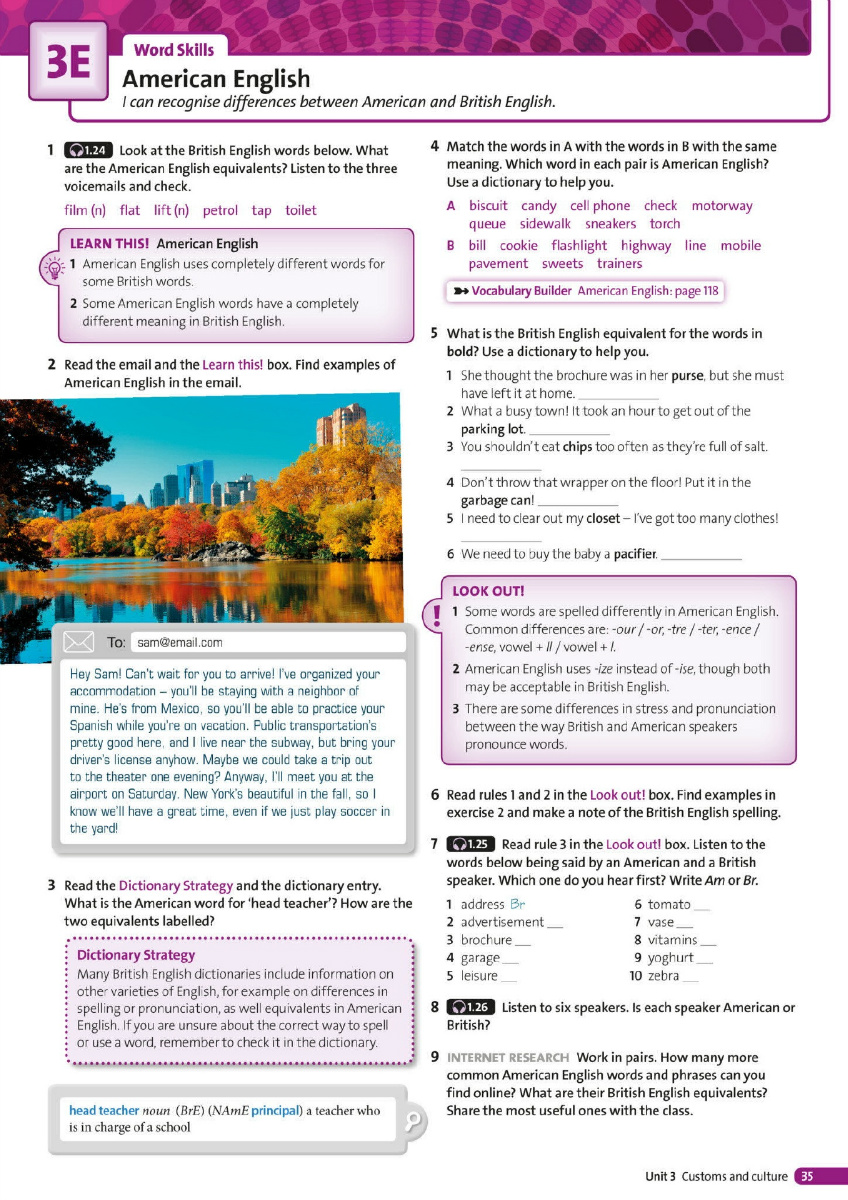 3E
Word Skills
American English
I can recognise differences between American and British English.
1 1.24 Look at the British English words below. What
are the American English equivalents? Listen to the three
voicemails and check.
film (n) flat lift (n) petrol tap toilet
LEARN THIS! American English
1 American English uses completely different words for
some British words.
2 Some American English words have a completely
different meaning in British English.
2 Read the email and the Learn this! box. Find examples of
American English in the email.
To: sam@email.com
Hey Sam! Can't wait for you to arrive! I've organized your
accommodation – you'll be staying with a neighbor of
mine. He's from Mexico, so you'll be able to practice your
Spanish while you're on vacation. Public transportation's
pretty good here, and I live near the subway, but bring your
driver's license anyhow. Maybe we could take a trip out
to the theater one evening? Anyway, I'll meet you at the
airport on Saturday. New York's beautiful in the fall, so I
know we'll have a great time, even if we just play soccer in
the yard!
3 Read the Dictionary Strategy and the dictionary entry.
What is the American word for 'head teacher'? How are the
two equivalents labelled?
Dictionary Strategy
Many British English dictionaries include information on
other varieties of English, for example on differences in
spelling or pronunciation, as well equivalents in American
English. If you are unsure about the correct way to spell
or use a word, remember to check it in the dictionary.
head teacher noun (BrE) (NAmE principal) a teacher who
is in charge of a school
4 Match the words in A with the words in B with the same
meaning. Which word in each pair is American English?
Use a dictionary to help you.
A biscuit candy cell phone check motorway
queue sidewalk sneakers torch
B bill cookie flashlight highway line mobile
pavement sweets trainers
Vocabulary Builder American English: page 118
5 What is the British English equivalent for the words in
bold? Use a dictionary to help you.
1 She thought the brochure was in her purse, but she must
have left it at home. ___________
2 What a busy town! It took an hour to get out of the
parking lot. ___________
3 You shouldn't eat chips too often as they're full of salt.
___________
4 Don't throw that wrapper on the floor! Put it in the
garbage can! ___________
5 I need to clear out my closet – I've got too many clothes!
___________
6 We need to buy the baby a pacifier. ___________
LOOK OUT!
1 Some words are spelled differently in American English.
Common differences are: -our / -or, -tre / -ter, -ence /
-ense, vowel + ll / vowel + l.
2 American English uses -ize instead of -ise, though both
may be acceptable in British English.
3 There are some differences in stress and pronunciation
between the way British and American speakers
pronounce words.
6 Read rules 1 and 2 in the Look out! box. Find examples in
exercise 2 and make a note of the British English spelling.
7 1.25 Read rule 3 in the Look out! box. Listen to the
words below being said by an American and a British
speaker. Which one do you hear first? Write Am or Br.
1 address Br
2 advertisement __
3 brochure __
4 garage __
5 leisure __
6 tomato __
7 vase __
8 vitamins __
9 yoghurt __
10 zebra __
8 1.26 Listen to six speakers. Is each speaker American or
British?
9 INTERNET RESEARCH Work in pairs. How many more
common American English words and phrases can you
find online? What are their British English equivalents?
Share the most useful ones with the class.
Unit 3 Customs and culture 35